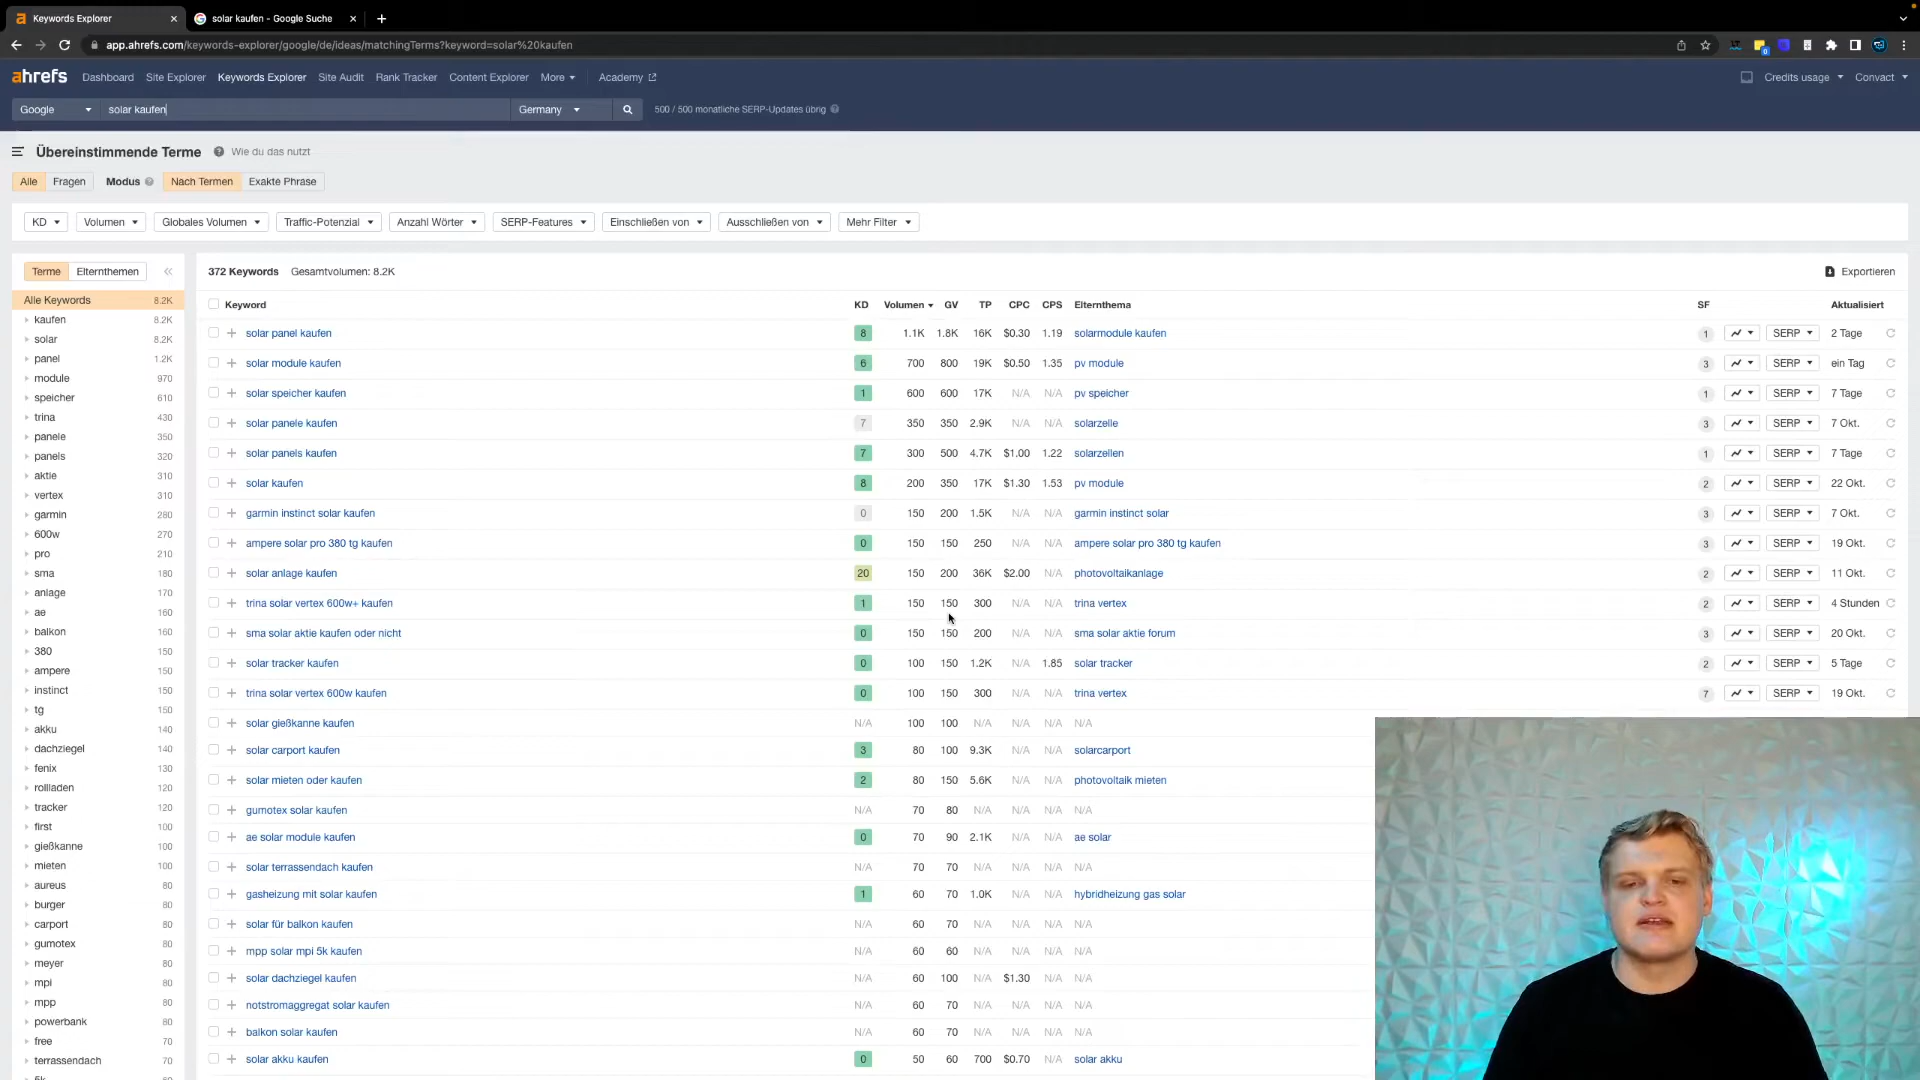 Keywords Explorer
solar kaufen - Google Suche
app.ahrefs.com/keywords-explorer/google/de/ideas/matchingTerms?keyword=solar%20kaufen
ahrefs Dashboard Site Explorer Keywords Explorer Site Audit Rank Tracker Content Explorer More Academy Credits usage Convact
Google solar kaufen Germany 500 / 500 monatliche SERP-Updates übrig
Übereinstimmende Terme Wie du das nutzt
Alle Fragen Modus Nach Termen Exakte Phrase
KD Volumen Globales Volumen Traffic-Potenzial Anzahl Wörter SERP-Features Einschließen von Ausschließen von Mehr Filter
Terme Elternthemen
Alle Keywords 8.2K
kaufen 8.2K
solar 8.2K
panel 1.2K
module 970
speicher 610
trina 430
panele 350
panels 320
aktie 310
vertex 310
garmin 280
600w 270
pro 210
sma 180
anlage 170
ae 160
balkon 160
380 150
ampere 150
instinct 150
tg 150
akku 140
dachziegel 140
fenix 130
rollladen 120
tracker 120
first 100
gießkanne 100
mieten 100
aureus 80
burger 80
carport 80
gumotex 80
meyer 80
mpi 80
mpp 80
powerbank 80
free 70
terrassendach 70
372 Keywords Gesamtvolumen: 8.2K Exportieren
Keyword KD Volumen GV TP CPC CPS Elternthema SF Aktualisiert
solar panel kaufen 8 1.1K 1.8K 16K $0.30 1.19 solarmodule kaufen 1 SERP 2 Tage
solar module kaufen 6 700 800 19K $0.50 1.35 pv module 3 SERP ein Tag
solar speicher kaufen 1 600 600 17K N/A N/A pv speicher 1 SERP 7 Tage
solar panele kaufen 7 350 350 2.9K N/A N/A solarzelle 3 SERP 7 Okt.
solar panels kaufen 7 300 500 4.7K $1.00 1.22 solarzellen 1 SERP 7 Tage
solar kaufen 8 200 350 17K $1.30 1.53 pv module 2 SERP 22 Okt.
garmin instinct solar kaufen 0 150 200 1.5K N/A N/A garmin instinct solar 3 SERP 7 Okt.
ampere solar pro 380 tg kaufen 0 150 150 250 N/A N/A ampere solar pro 380 tg kaufen 3 SERP 19 Okt.
solar anlage kaufen 20 150 200 36K $2.00 N/A photovoltaikanlage 2 SERP 11 Okt.
trina solar vertex 600w+ kaufen 1 150 150 300 N/A N/A trina vertex 2 SERP 4 Stunden
sma solar aktie kaufen oder nicht 0 150 150 200 N/A N/A sma solar aktie forum 3 SERP 20 Okt.
solar tracker kaufen 0 100 150 1.2K N/A 1.85 solar tracker 2 SERP 5 Tage
trina solar vertex 600w kaufen 0 100 150 300 N/A N/A trina vertex 7 SERP 19 Okt.
solar gießkanne kaufen N/A 100 100 N/A N/A N/A N/A
solar carport kaufen 3 80 100 9.3K N/A N/A solarcarport
solar mieten oder kaufen 2 80 150 5.6K N/A N/A photovoltaik mieten
gumotex solar kaufen N/A 70 80 N/A N/A N/A N/A
ae solar module kaufen 0 70 90 2.1K N/A N/A ae solar
solar terrassendach kaufen N/A 70 70 N/A N/A N/A N/A
gasheizung mit solar kaufen 1 60 70 1.0K N/A N/A hybridheizung gas solar
solar für balkon kaufen N/A 60 70 N/A N/A N/A N/A
mpp solar mpi 5k kaufen N/A 60 60 N/A N/A N/A N/A
solar dachziegel kaufen N/A 60 100 N/A $1.30 N/A N/A
notstromaggregat solar kaufen N/A 60 70 N/A N/A N/A N/A
balkon solar kaufen N/A 60 70 N/A N/A N/A N/A
solar akku kaufen 0 50 60 700 $0.70 N/A solar akku